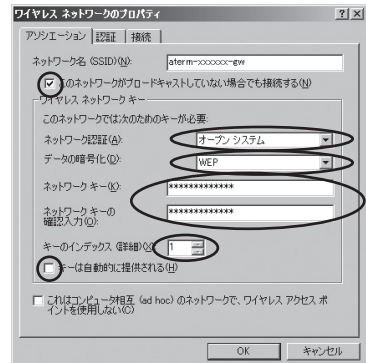 ワイヤレス ネットワークのプロパティ
アソシエーション 認証 接続
ネットワーク名 (SSID)(N): aterm-xxxxxx-gw
このネットワークがブロードキャストしていない場合でも接続する(N)
ワイヤレス ネットワーク キー
このネットワークでは次のためのキーが必要:
ネットワーク認証(A): オープン システム
データの暗号化(D): WEP
ネットワーク キー(K): *************
ネットワーク キーの
確認入力(O): *************
キーのインデックス (詳細)(X): 1
キーは自動的に提供される(H)
これはコンピュータ相互 (ad hoc) のネットワークで、ワイヤレス アクセス ポ
イントを使用しない(C)
OK キャンセル